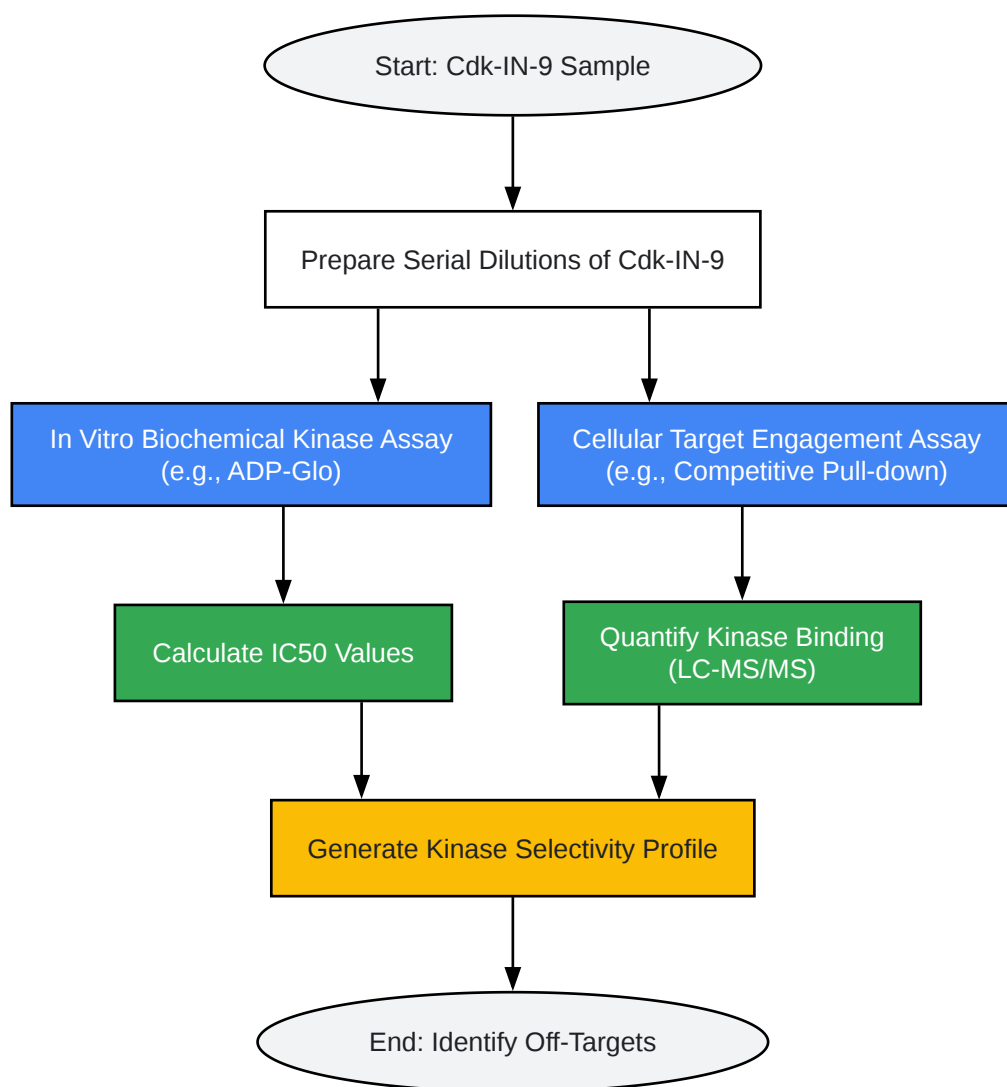 Start: Cdk-IN-9 Sample
Prepare Serial Dilutions of Cdk-IN-9
In Vitro Biochemical Kinase Assay
(e.g., ADP-Glo)
Cellular Target Engagement Assay
(e.g., Competitive Pull-down)
Calculate IC50 Values
Quantify Kinase Binding
(LC-MS/MS)
Generate Kinase Selectivity Profile
End: Identify Off-Targets